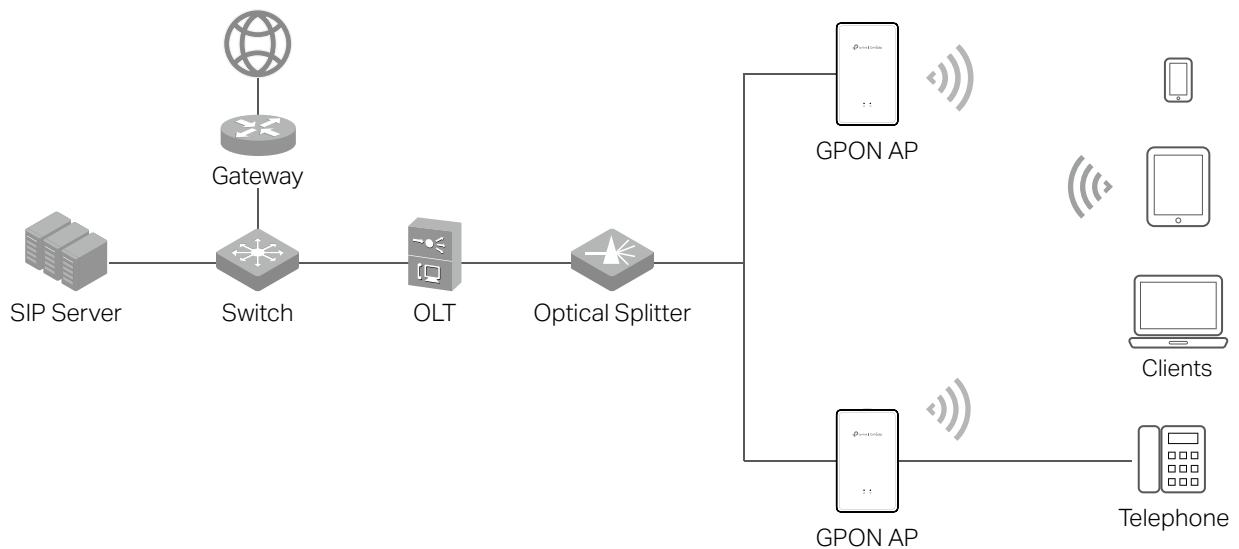 GPON AP
Gateway
SIP Server
Switch
OLT
Optical Splitter
Clients
Telephone
GPON AP